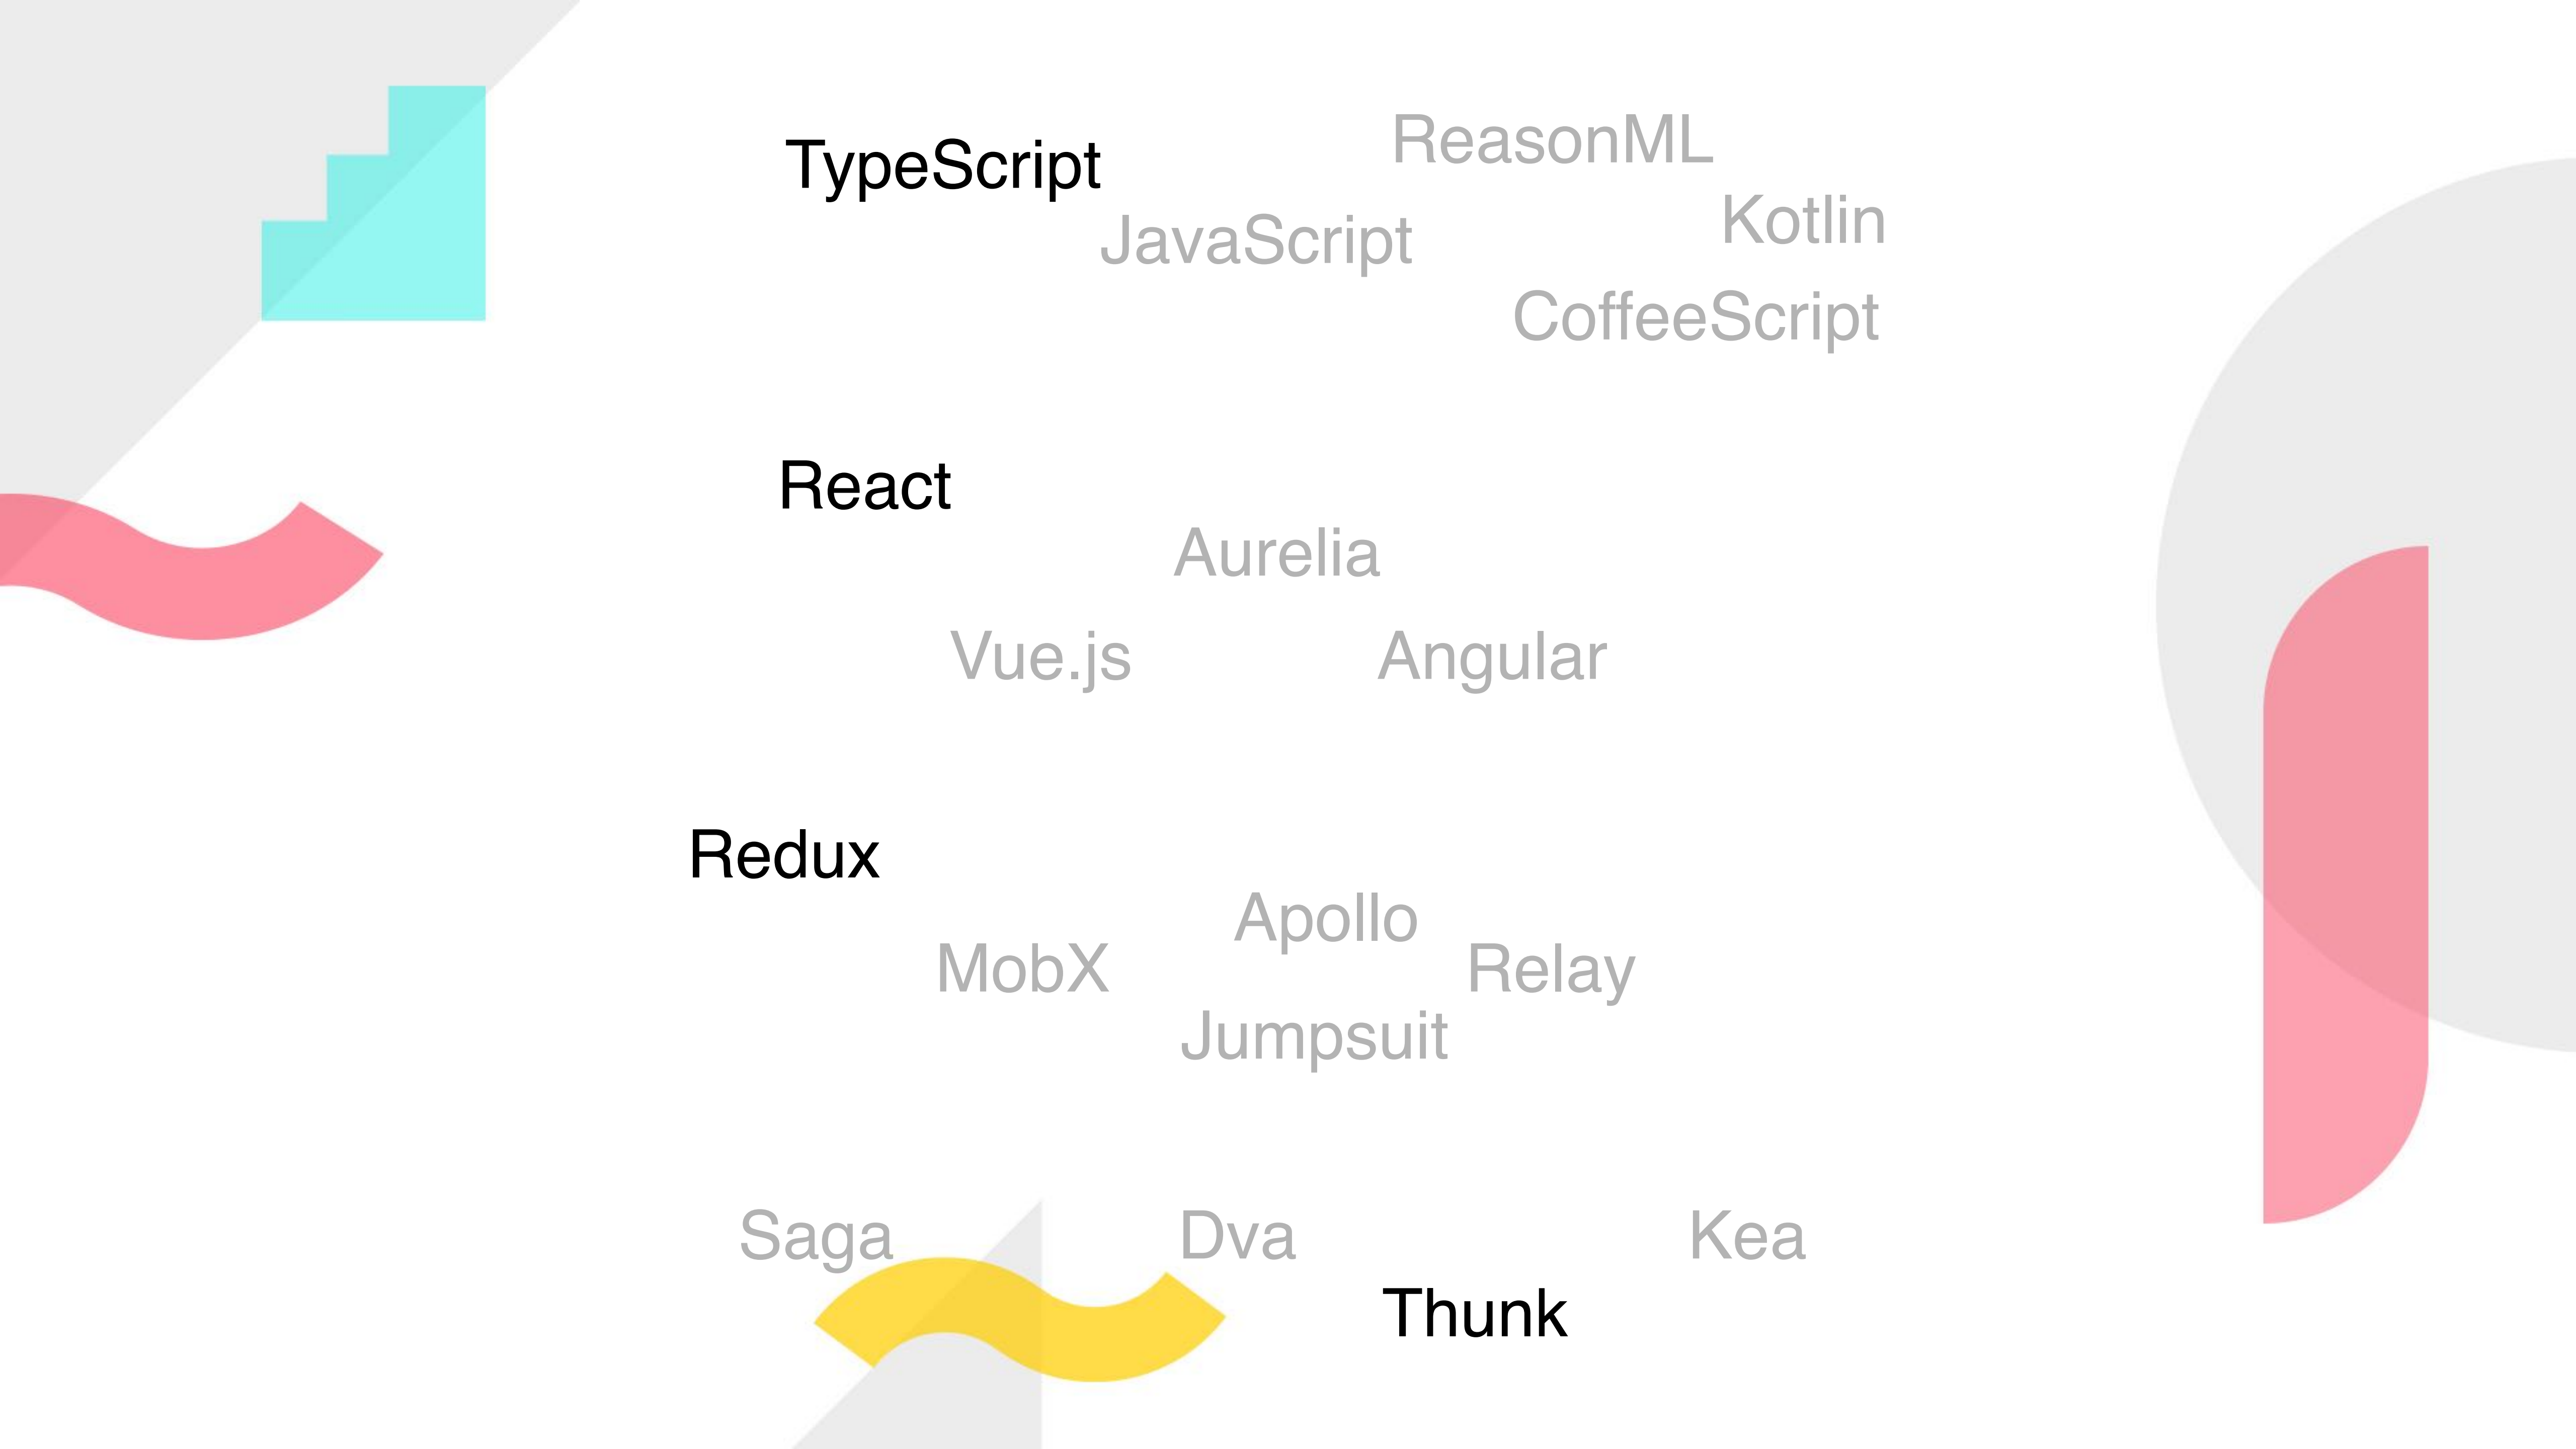 TypeScript
ReasonML
JavaScript
Kotlin
CoffeeScript
React
Aurelia
Vue.js
Angular
Redux
Apollo
MobX
Relay
Jumpsuit
Saga
Dva
Kea
Thunk